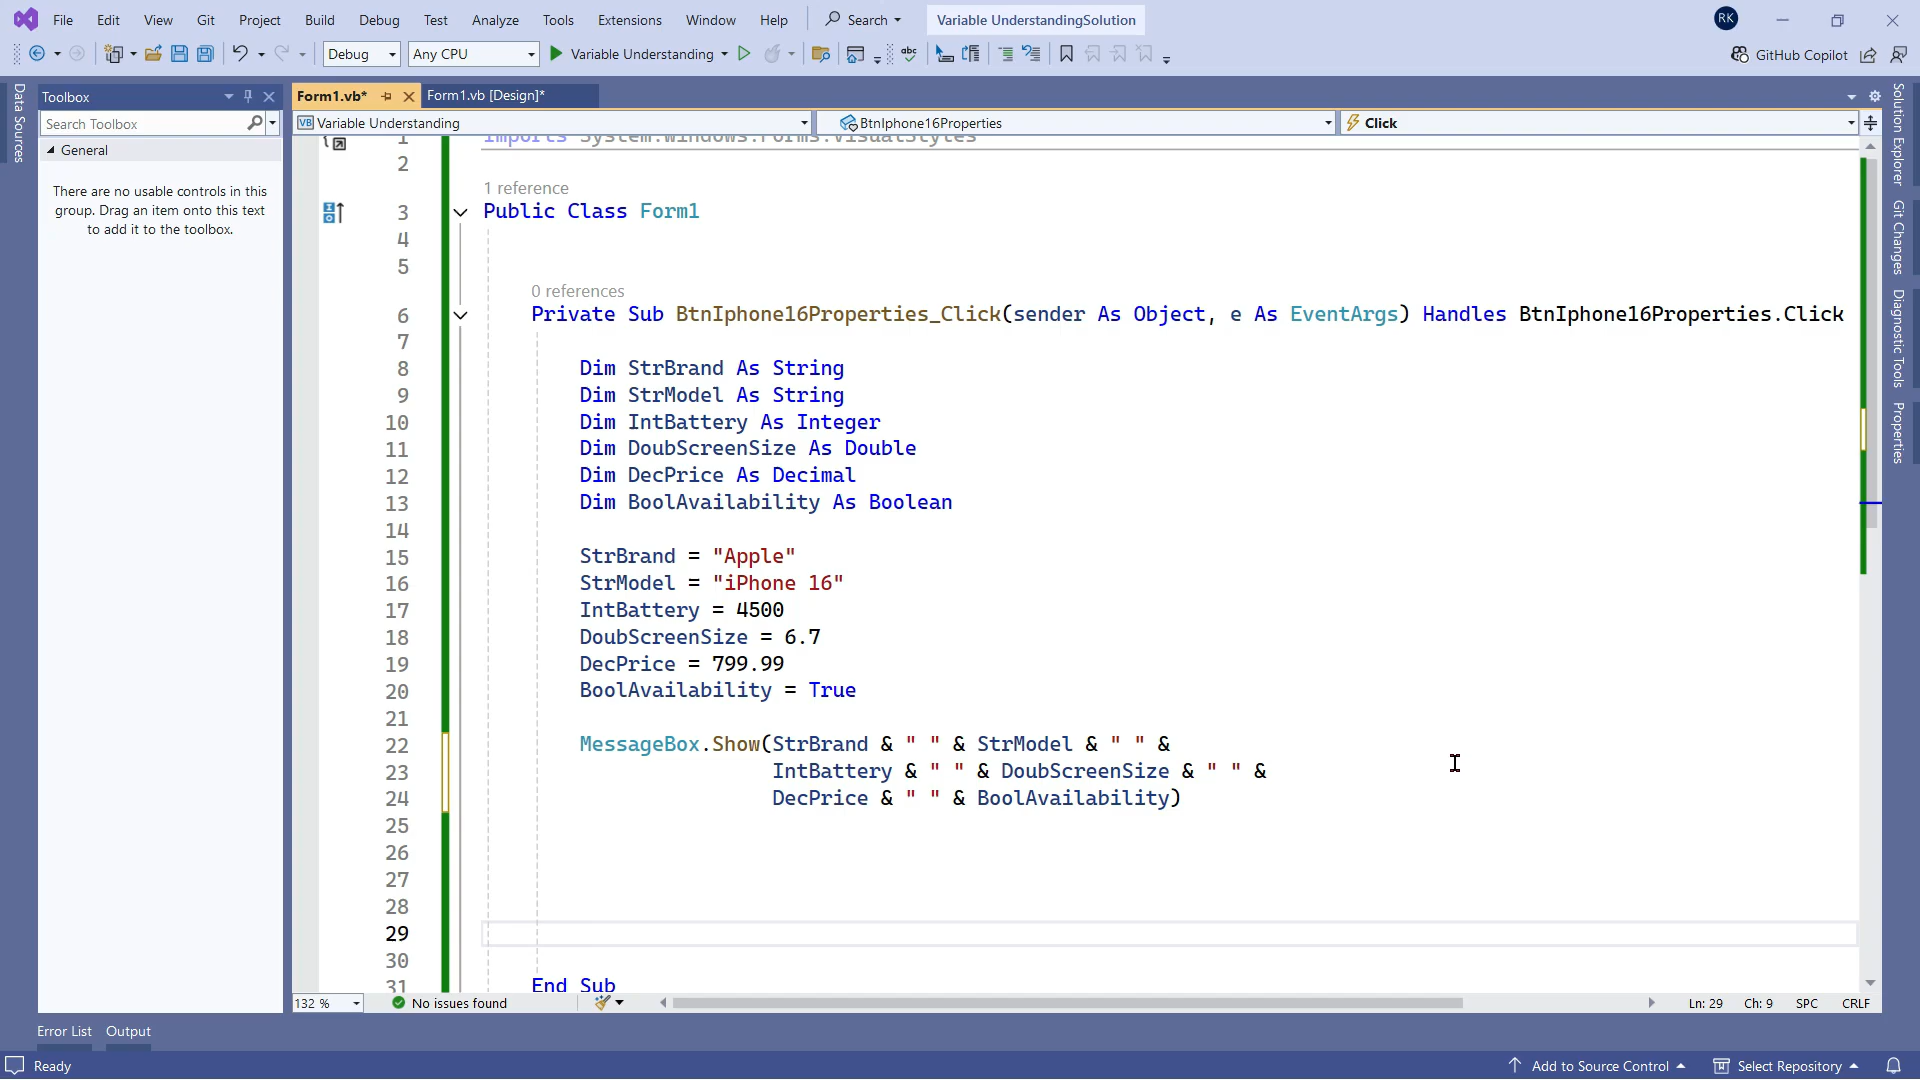 File Edit View Git Project Build Debug Test Analyze Tools Extensions Window Help Search Variable UnderstandingSolution RK
Debug Any CPU Variable Understanding abc GitHub Copilot
Data Sources
Toolbox
Search Toolbox
General
There are no usable controls in this
group. Drag an item onto this text
to add it to the toolbox.
Form1.vb* Form1.vb [Design]*
VB Variable Understanding BtnIphone16Properties Click
1 Imports System.Windows.Forms.VisualStyles
2
1 reference
3 Public Class Form1
4
5
0 references
6 Private Sub BtnIphone16Properties_Click(sender As Object, e As EventArgs) Handles BtnIphone16Properties.Click
7
8 Dim StrBrand As String
9 Dim StrModel As String
10 Dim IntBattery As Integer
11 Dim DoubScreenSize As Double
12 Dim DecPrice As Decimal
13 Dim BoolAvailability As Boolean
14
15 StrBrand = "Apple"
16 StrModel = "iPhone 16"
17 IntBattery = 4500
18 DoubScreenSize = 6.7
19 DecPrice = 799.99
20 BoolAvailability = True
21
22 MessageBox.Show(StrBrand & " " & StrModel & " " &
23 IntBattery & " " & DoubScreenSize & " " &
24 DecPrice & " " & BoolAvailability)
25
26
27
28
29
30
31 End Sub
132 % No issues found Ln: 29 Ch: 9 SPC CRLF
Solution Explorer
Git Changes
Diagnostic Tools
Properties
Error List Output
Ready Add to Source Control Select Repository